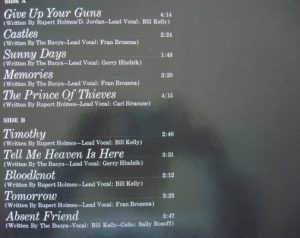 SIDE A
Give Up Your Guns 4:14
(Written By Rupert Holmes/D. Jordan—Lead Vocal: Bill Kelly)
Castles 2:24
(Written By The Buoys—Lead Vocal: Fran Brozena)
Sunny Days 1:43
(Written By The Buoys—Lead Vocal: Gerry Hludzik)
Memories 3:20
(Written By The Buoys—Lead Vocal: Fran Brozena)
The Prince Of Thieves 4:15
(Written By Rupert Holmes—Lead Vocal: Carl Siracuse)
SIDE B
Timothy 2:46
(Written By Rupert Holmes—Lead Vocal: Bill Kelly)
Tell Me Heaven Is Here 3:31
(Written By The Buoys—Lead Vocal: Gerry Hludzik)
Bloodknot 2:12
(Written By Rupert Holmes—Lead Vocal: Bill Kelly)
Tomorrow 3:23
(Written By Rupert Holmes—Lead Vocal: Fran Brozena)
Absent Friend 3:47
(Written By The Buoys—Vocal: Bill Kelly-Cello: Sally Rosoff)